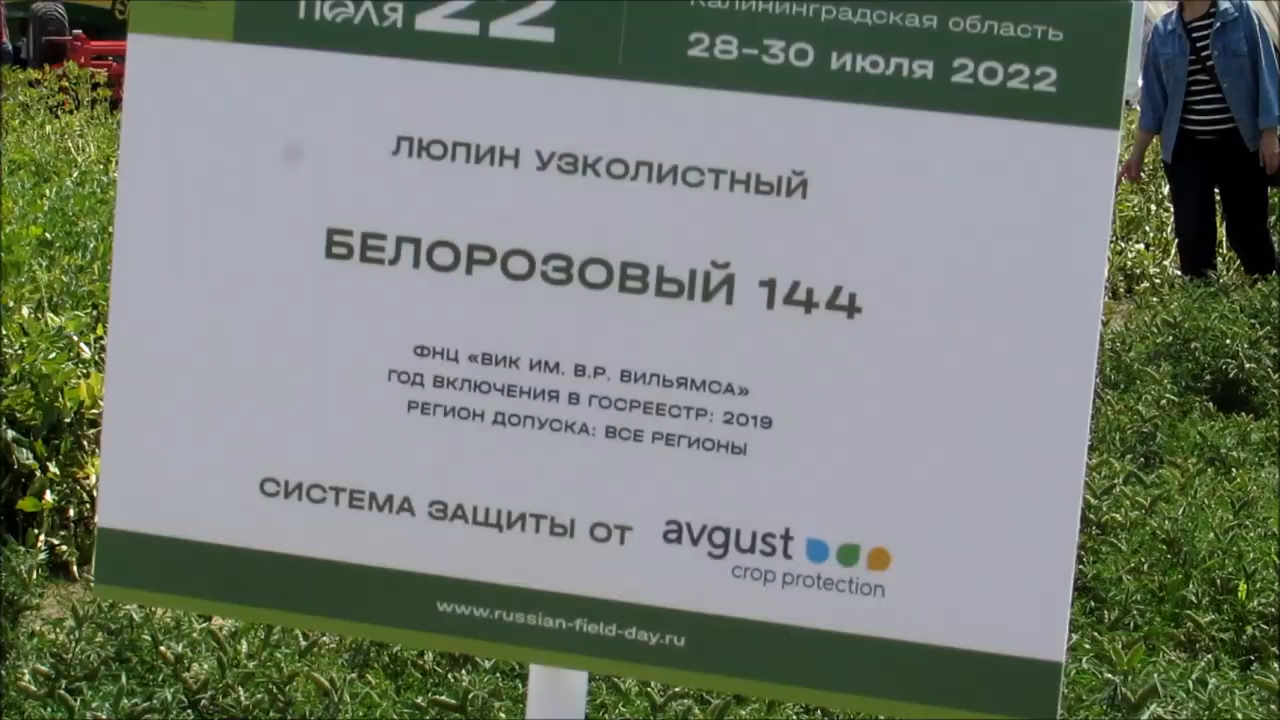 ПОЛЯ 22
Калининградская область
28-30 июля 2022
ЛЮПИН УЗКОЛИСТНЫЙ
БЕЛОРОЗОВЫЙ 144
ФНЦ «ВИК ИМ. В.Р. ВИЛЬЯМСА»
ГОД ВКЛЮЧЕНИЯ В ГОСРЕЕСТР: 2019
РЕГИОН ДОПУСКА: ВСЕ РЕГИОНЫ
СИСТЕМА ЗАЩИТЫ ОТ avgust
crop protection
www.russian-field-day.ru